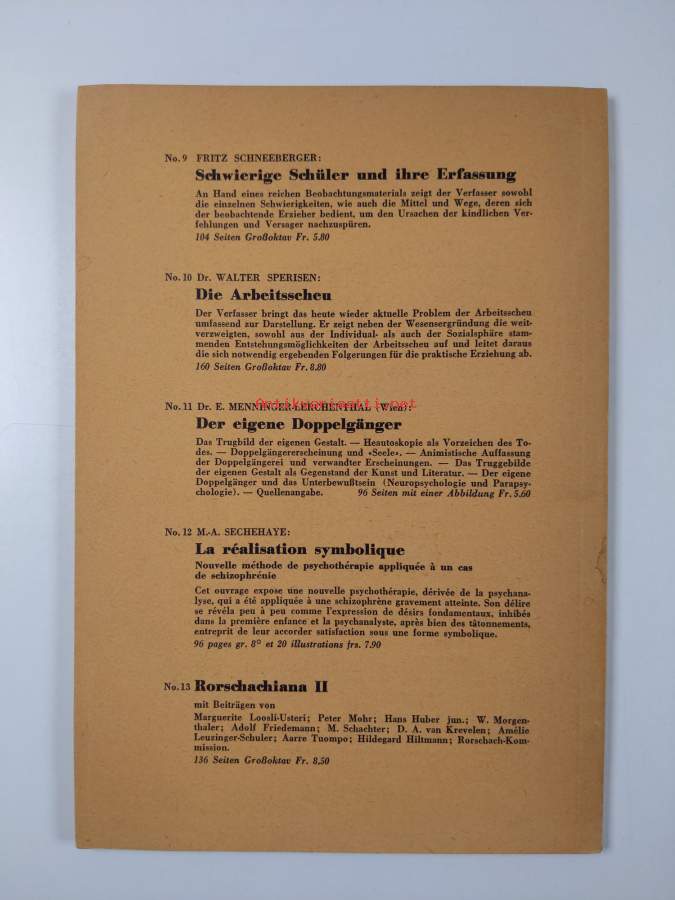 No. 9 FRITZ SCHNEEBERGER:
Schwierige Schüler und ihre Erfassung
An Hand eines reichen Beobachtungsmaterials zeigt der Verfasser sowohl
die einzelnen Schwierigkeiten, wie auch die Mittel und Wege, deren sich
der beobachtende Erzieher bedient, um den Ursachen der kindlichen Ver-
fehlungen und Versager nachzuspüren.
104 Seiten Großoktav Fr. 5.80
No. 10 Dr. WALTER SPERISEN:
Die Arbeitsscheu
Der Verfasser bringt das heute wieder aktuelle Problem der Arbeitsscheu
umfassend zur Darstellung. Er zeigt neben der Wesensergründung die weit-
verzweigten, sowohl aus der Individual- als auch der Sozialsphäre stam-
menden Entstehungsmöglichkeiten der Arbeitsscheu auf und leitet daraus
die sich notwendig ergebenden Folgerungen für die praktische Erziehung ab.
160 Seiten Großoktav Fr. 8.80
Antikvariaatti.net
No. 11 Dr. E. MENNINGER-LERCHENTHAL (Wien):
Der eigene Doppelgänger
Das Trugbild der eigenen Gestalt. — Heautoskopie als Vorzeichen des To-
des. — Doppelgängererscheinung und «Seele». — Animistische Auffassung
der Doppelgängerei und verwandter Erscheinungen. — Das Truggebilde
der eigenen Gestalt als Gegenstand der Kunst und Literatur. — Der eigene
Doppelgänger und das Unterbewußtsein (Neuropsychologie und Parapsy-
chologie). — Quellenangabe. 96 Seiten mit einer Abbildung Fr. 5.60
No. 12 M.-A. SECHEHAYE:
La réalisation symbolique
Nouvelle méthode de psychothérapie appliquée à un cas
de schizophrénie
Cet ouvrage expose une nouvelle psychothérapie, dérivée de la psychana-
lyse, qui a été appliquée à une schizophrène gravement atteinte. Son délire
se révéla peu à peu comme l'expression de désirs fondamentaux, inhibés
dans la première enfance et la psychanalyste, après bien des tâtonnements,
entreprit de leur accorder satisfaction sous une forme symbolique.
96 pages gr. 8° et 20 illustrations frs. 7.90
No. 13 Rorschachiana II
mit Beiträgen von
Marguerite Loosli-Usteri; Peter Mohr; Hans Huber jun.; W. Morgen-
thaler; Adolf Friedemann; M. Schachter; D. A. van Krevelen; Amélie
Leuzinger-Schuler; Aarre Tuompo; Hildegard Hiltmann; Rorschach-Kom-
mission.
136 Seiten Großoktav Fr. 8,50